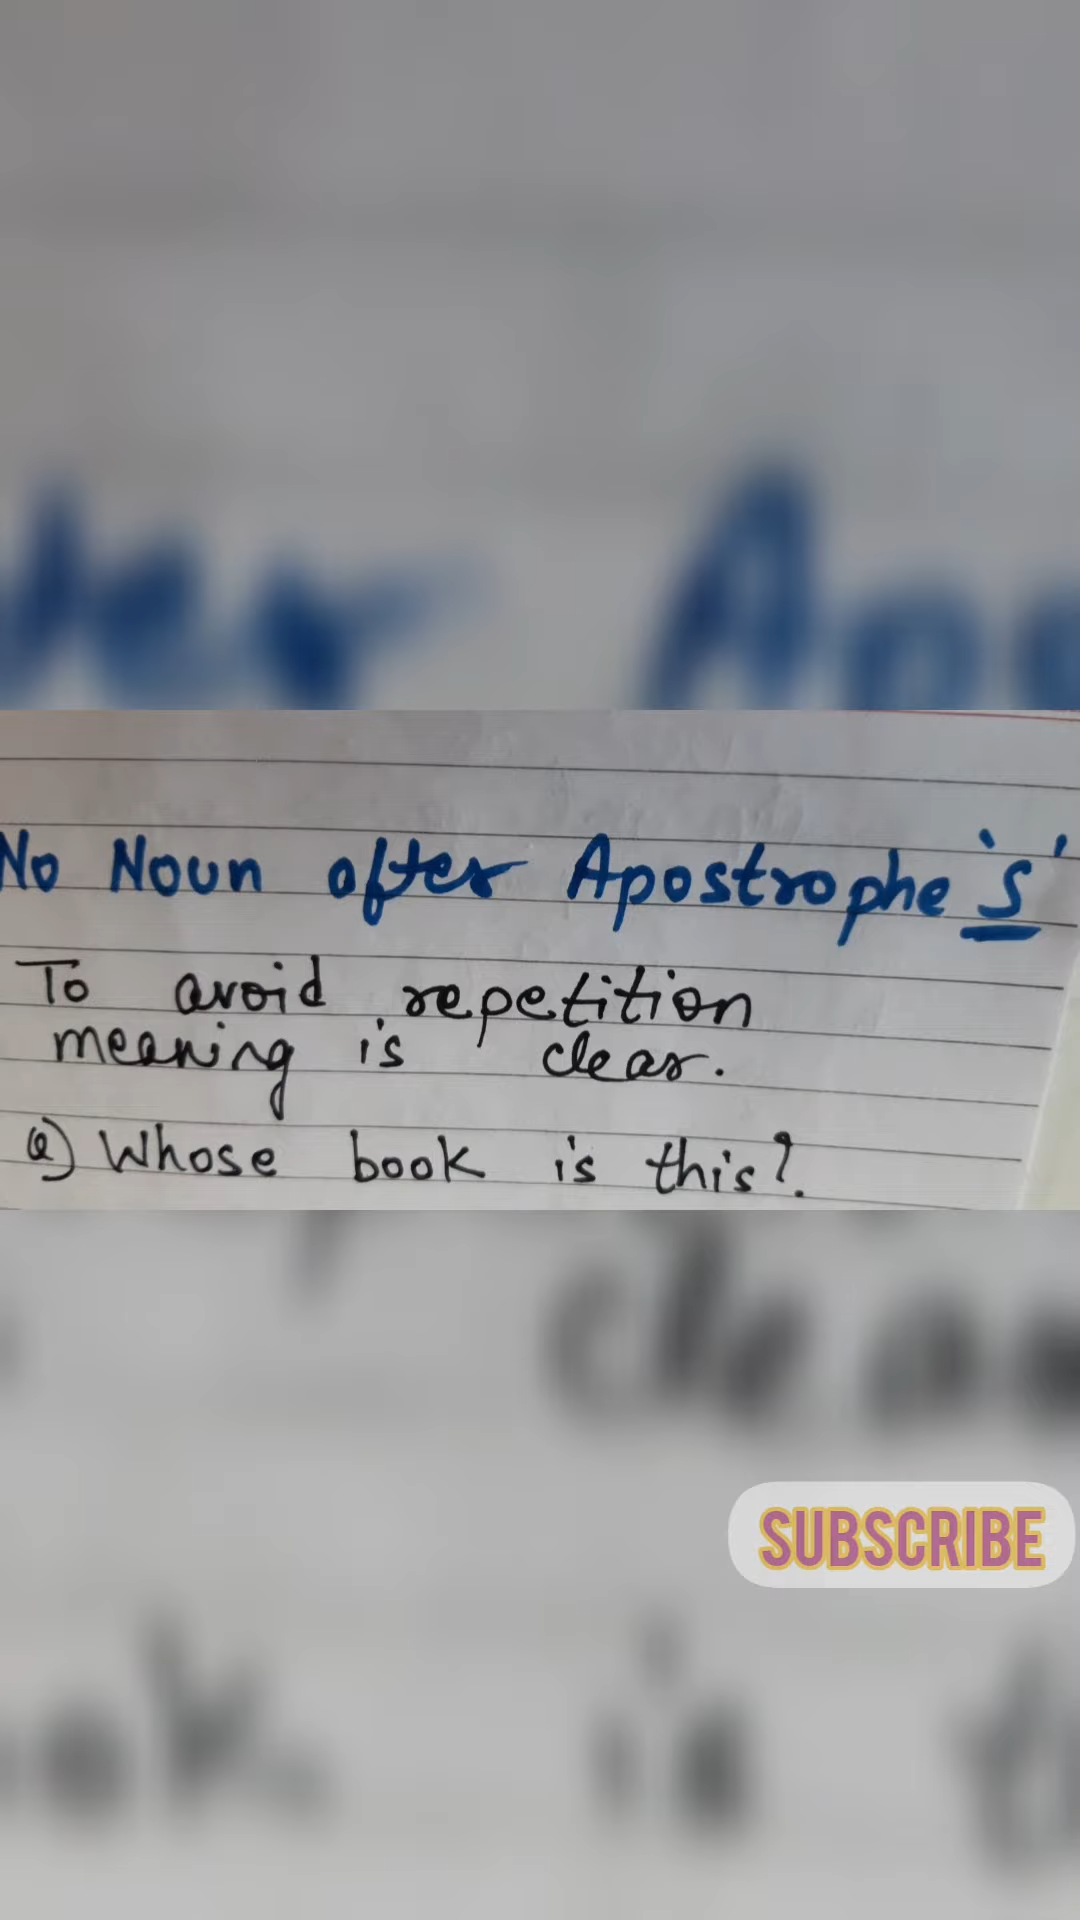 No Noun after Apostrophe 's'
To avoid repetition
meaning is clear.
Q) Whose book is this?
SUBSCRIBE